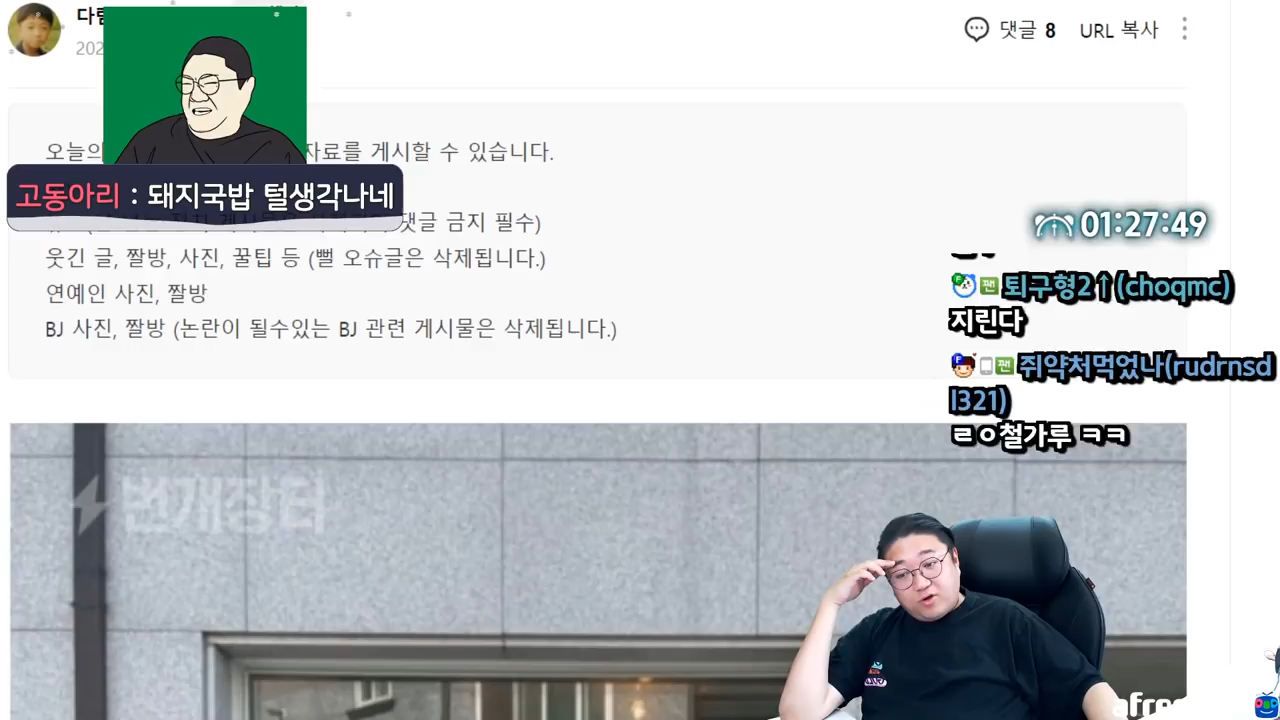 댓글 8 URL 복사
오늘의 자료를 게시할 수 있습니다.
고동아리 : 돼지국밥 털생각나네
댓글 금지 필수)
웃긴 글, 짤방, 사진, 꿀팁 등 (뻘 오슈글은 삭제됩니다.)
연예인 사진, 짤방
BJ 사진, 짤방 (논란이 될수있는 BJ 관련 게시물은 삭제됩니다.)
01:27:49
퇴구형2↑(choqmc)
지린다
쥐약처먹었나(rudrnsd
l321)
ㄹㅇ철가루 ㅋㅋ
번개장터